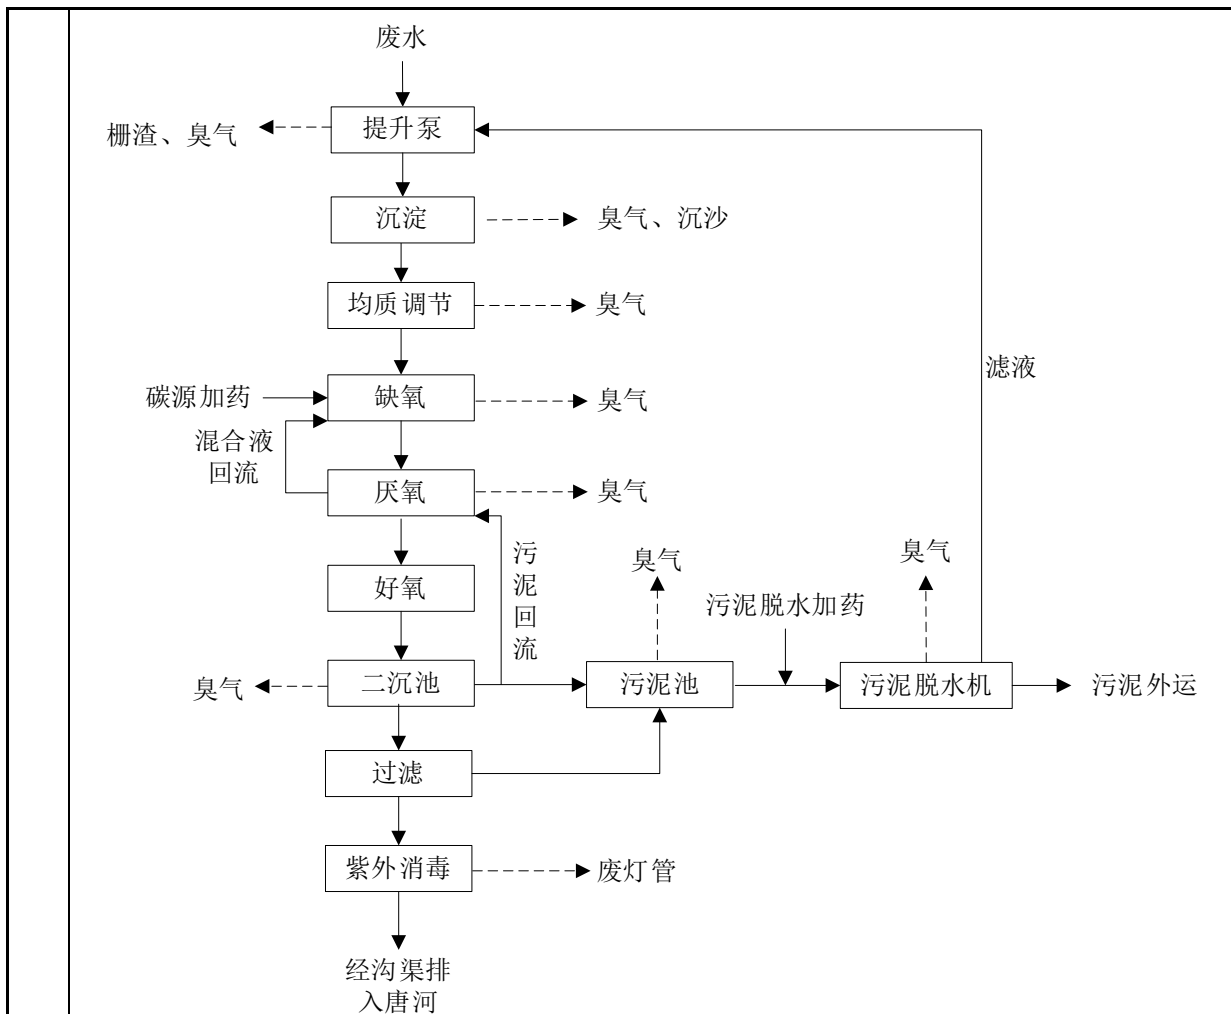 废水
提升泵
栅渣、臭气
沉淀
臭气、沉沙
均质调节
臭气
滤液
碳源加药
缺氧
臭气
混合液
回流
厌氧
臭气
污
泥
回
流
好氧
臭气
臭气
污泥脱水加药
臭气
二沉池
污泥池
污泥脱水机
污泥外运
过滤
紫外消毒
废灯管
经沟渠排
入唐河